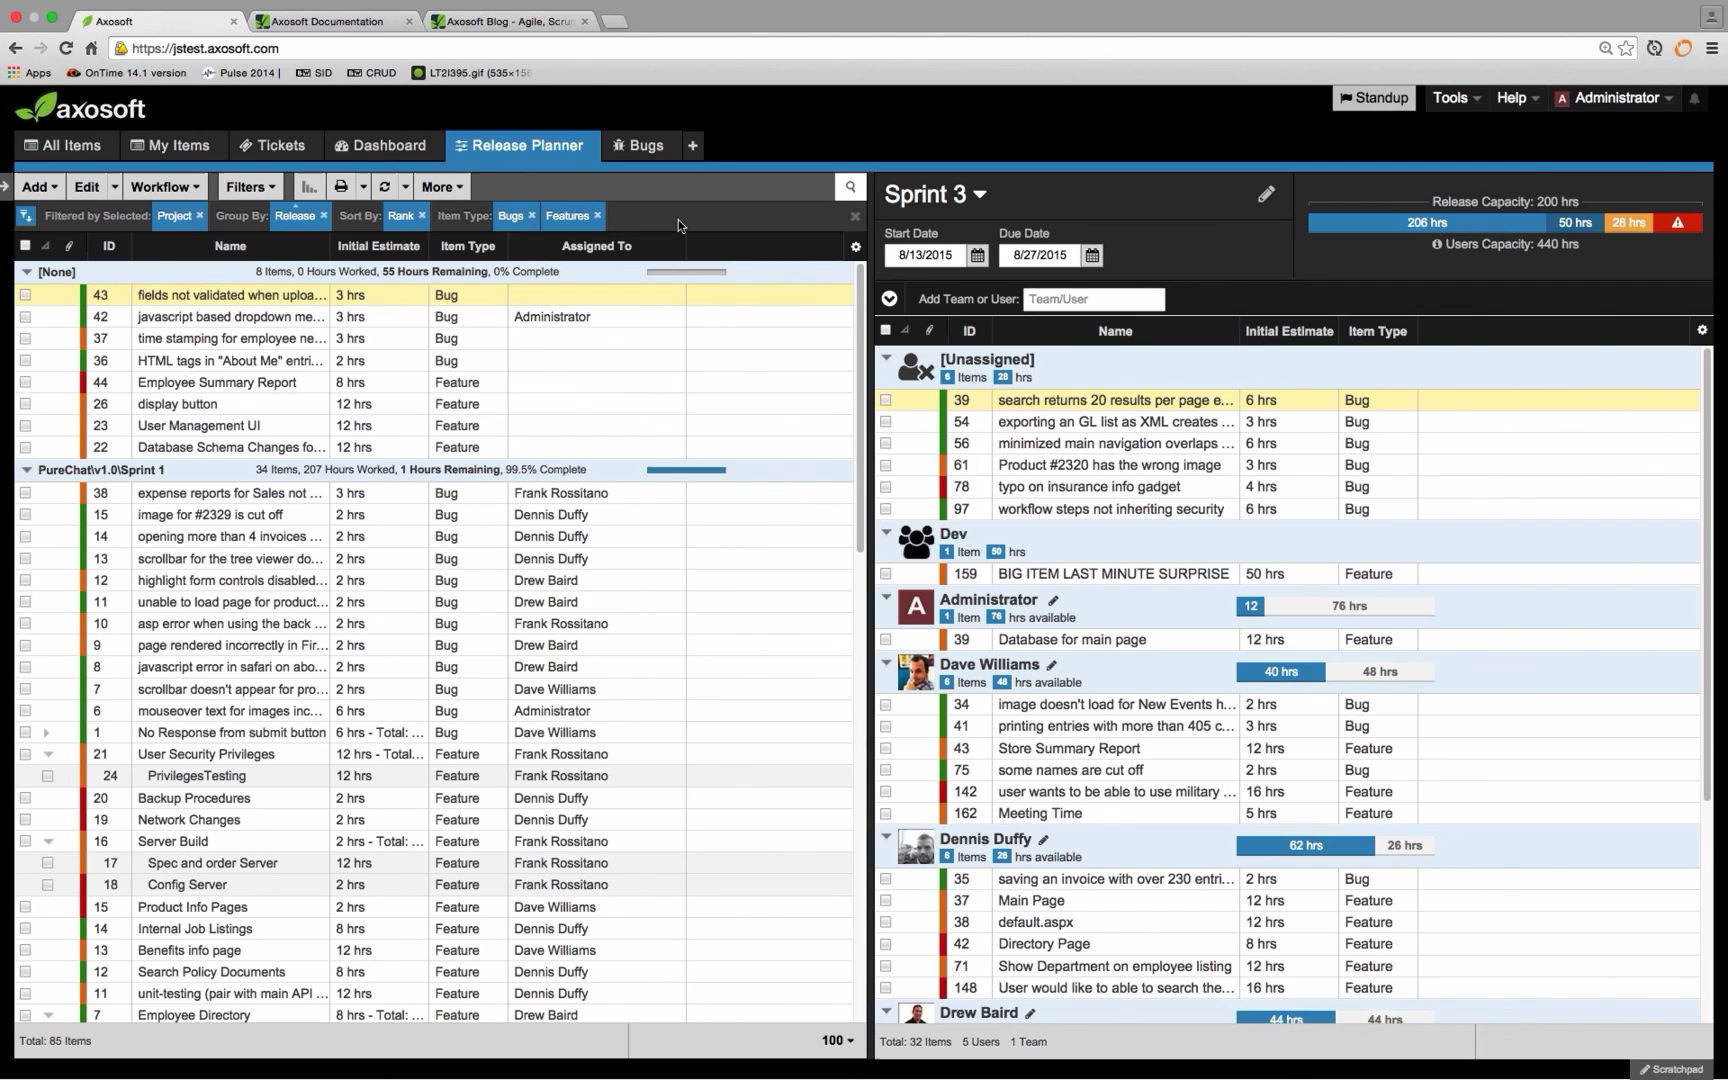 Axosoft
Axosoft Documentation
Axosoft Blog - Agile, Scru
https://jstest.axosoft.com
Apps
OnTime 14.1 version
Pulse 2014 |
SID
CRUD
LT2I395.gif (535×15
axosoft
Standup
Tools
Help
A Administrator
All Items
My Items
Tickets
Dashboard
Release Planner
Bugs
+
Add Edit Workflow Filters More
Filtered by Selected: Project × Group By: Release × Sort By: Rank × Item Type: Bugs × Features ×
ID Name Initial Estimate Item Type Assigned To
[None] 8 Items, 0 Hours Worked, 55 Hours Remaining, 0% Complete
43 fields not validated when uploa... 3 hrs Bug
42 javascript based dropdown me... 3 hrs Bug Administrator
37 time stamping for employee ne... 3 hrs Bug
36 HTML tags in "About Me" entri... 2 hrs Bug
44 Employee Summary Report 8 hrs Feature
26 display button 12 hrs Feature
23 User Management UI 12 hrs Feature
22 Database Schema Changes fo... 12 hrs Feature
PureChat\v1.0\Sprint 1 34 Items, 207 Hours Worked, 1 Hours Remaining, 99.5% Complete
38 expense reports for Sales not ... 3 hrs Bug Frank Rossitano
15 image for #2329 is cut off 2 hrs Bug Dennis Duffy
14 opening more than 4 invoices ... 2 hrs Bug Dennis Duffy
13 scrollbar for the tree viewer do... 2 hrs Bug Dennis Duffy
12 highlight form controls disabled... 2 hrs Bug Drew Baird
11 unable to load page for product... 2 hrs Bug Drew Baird
10 asp error when using the back ... 2 hrs Bug Frank Rossitano
9 page rendered incorrectly in Fir... 2 hrs Bug Drew Baird
8 javascript error in safari on abo... 2 hrs Bug Drew Baird
7 scrollbar doesn't appear for pro... 2 hrs Bug Dave Williams
6 mouseover text for images inc... 6 hrs Bug Administrator
1 No Response from submit button 6 hrs - Total: ... Bug Dave Williams
21 User Security Privileges 12 hrs - Total... Feature Frank Rossitano
24 PrivilegesTesting 12 hrs Feature Frank Rossitano
20 Backup Procedures 2 hrs Feature Dennis Duffy
19 Network Changes 2 hrs Feature Dennis Duffy
16 Server Build 2 hrs - Total: ... Feature Frank Rossitano
17 Spec and order Server 12 hrs Feature Frank Rossitano
18 Config Server 2 hrs Feature Frank Rossitano
15 Product Info Pages 2 hrs Feature Dave Williams
14 Internal Job Listings 8 hrs Feature Dennis Duffy
13 Benefits info page 12 hrs Feature Dave Williams
12 Search Policy Documents 8 hrs Feature Dennis Duffy
11 unit-testing (pair with main API ... 12 hrs Feature Dennis Duffy
7 Employee Directory 8 hrs - Total: ... Feature Drew Baird
Total: 85 Items 100
Sprint 3
Start Date Due Date
8/13/2015 8/27/2015
Release Capacity: 200 hrs
206 hrs 50 hrs 28 hrs
Users Capacity: 440 hrs
Add Team or User: Team/User
ID Name Initial Estimate Item Type
[Unassigned]
6 Items 28 hrs
39 search returns 20 results per page e... 6 hrs Bug
54 exporting an GL list as XML creates ... 3 hrs Bug
56 minimized main navigation overlaps ... 6 hrs Bug
61 Product #2320 has the wrong image 3 hrs Bug
78 typo on insurance info gadget 4 hrs Bug
97 workflow steps not inheriting security 6 hrs Bug
Dev
1 Item 50 hrs
159 BIG ITEM LAST MINUTE SURPRISE 50 hrs Feature
A Administrator 12 76 hrs
1 Item 76 hrs available
39 Database for main page 12 hrs Feature
Dave Williams 40 hrs 48 hrs
6 Items 48 hrs available
34 image doesn't load for New Events h... 2 hrs Bug
41 printing entries with more than 405 c... 3 hrs Bug
43 Store Summary Report 12 hrs Feature
75 some names are cut off 2 hrs Bug
142 user wants to be able to use military ... 16 hrs Feature
162 Meeting Time 5 hrs Feature
Dennis Duffy 62 hrs 26 hrs
6 Items 26 hrs available
35 saving an invoice with over 230 entri... 2 hrs Bug
37 Main Page 12 hrs Feature
38 default.aspx 12 hrs Feature
42 Directory Page 8 hrs Feature
71 Show Department on employee listing 12 hrs Feature
148 User would like to able to search the... 16 hrs Feature
Drew Baird 44 hrs 44 hrs
Total: 32 Items 5 Users 1 Team
Scratchpad